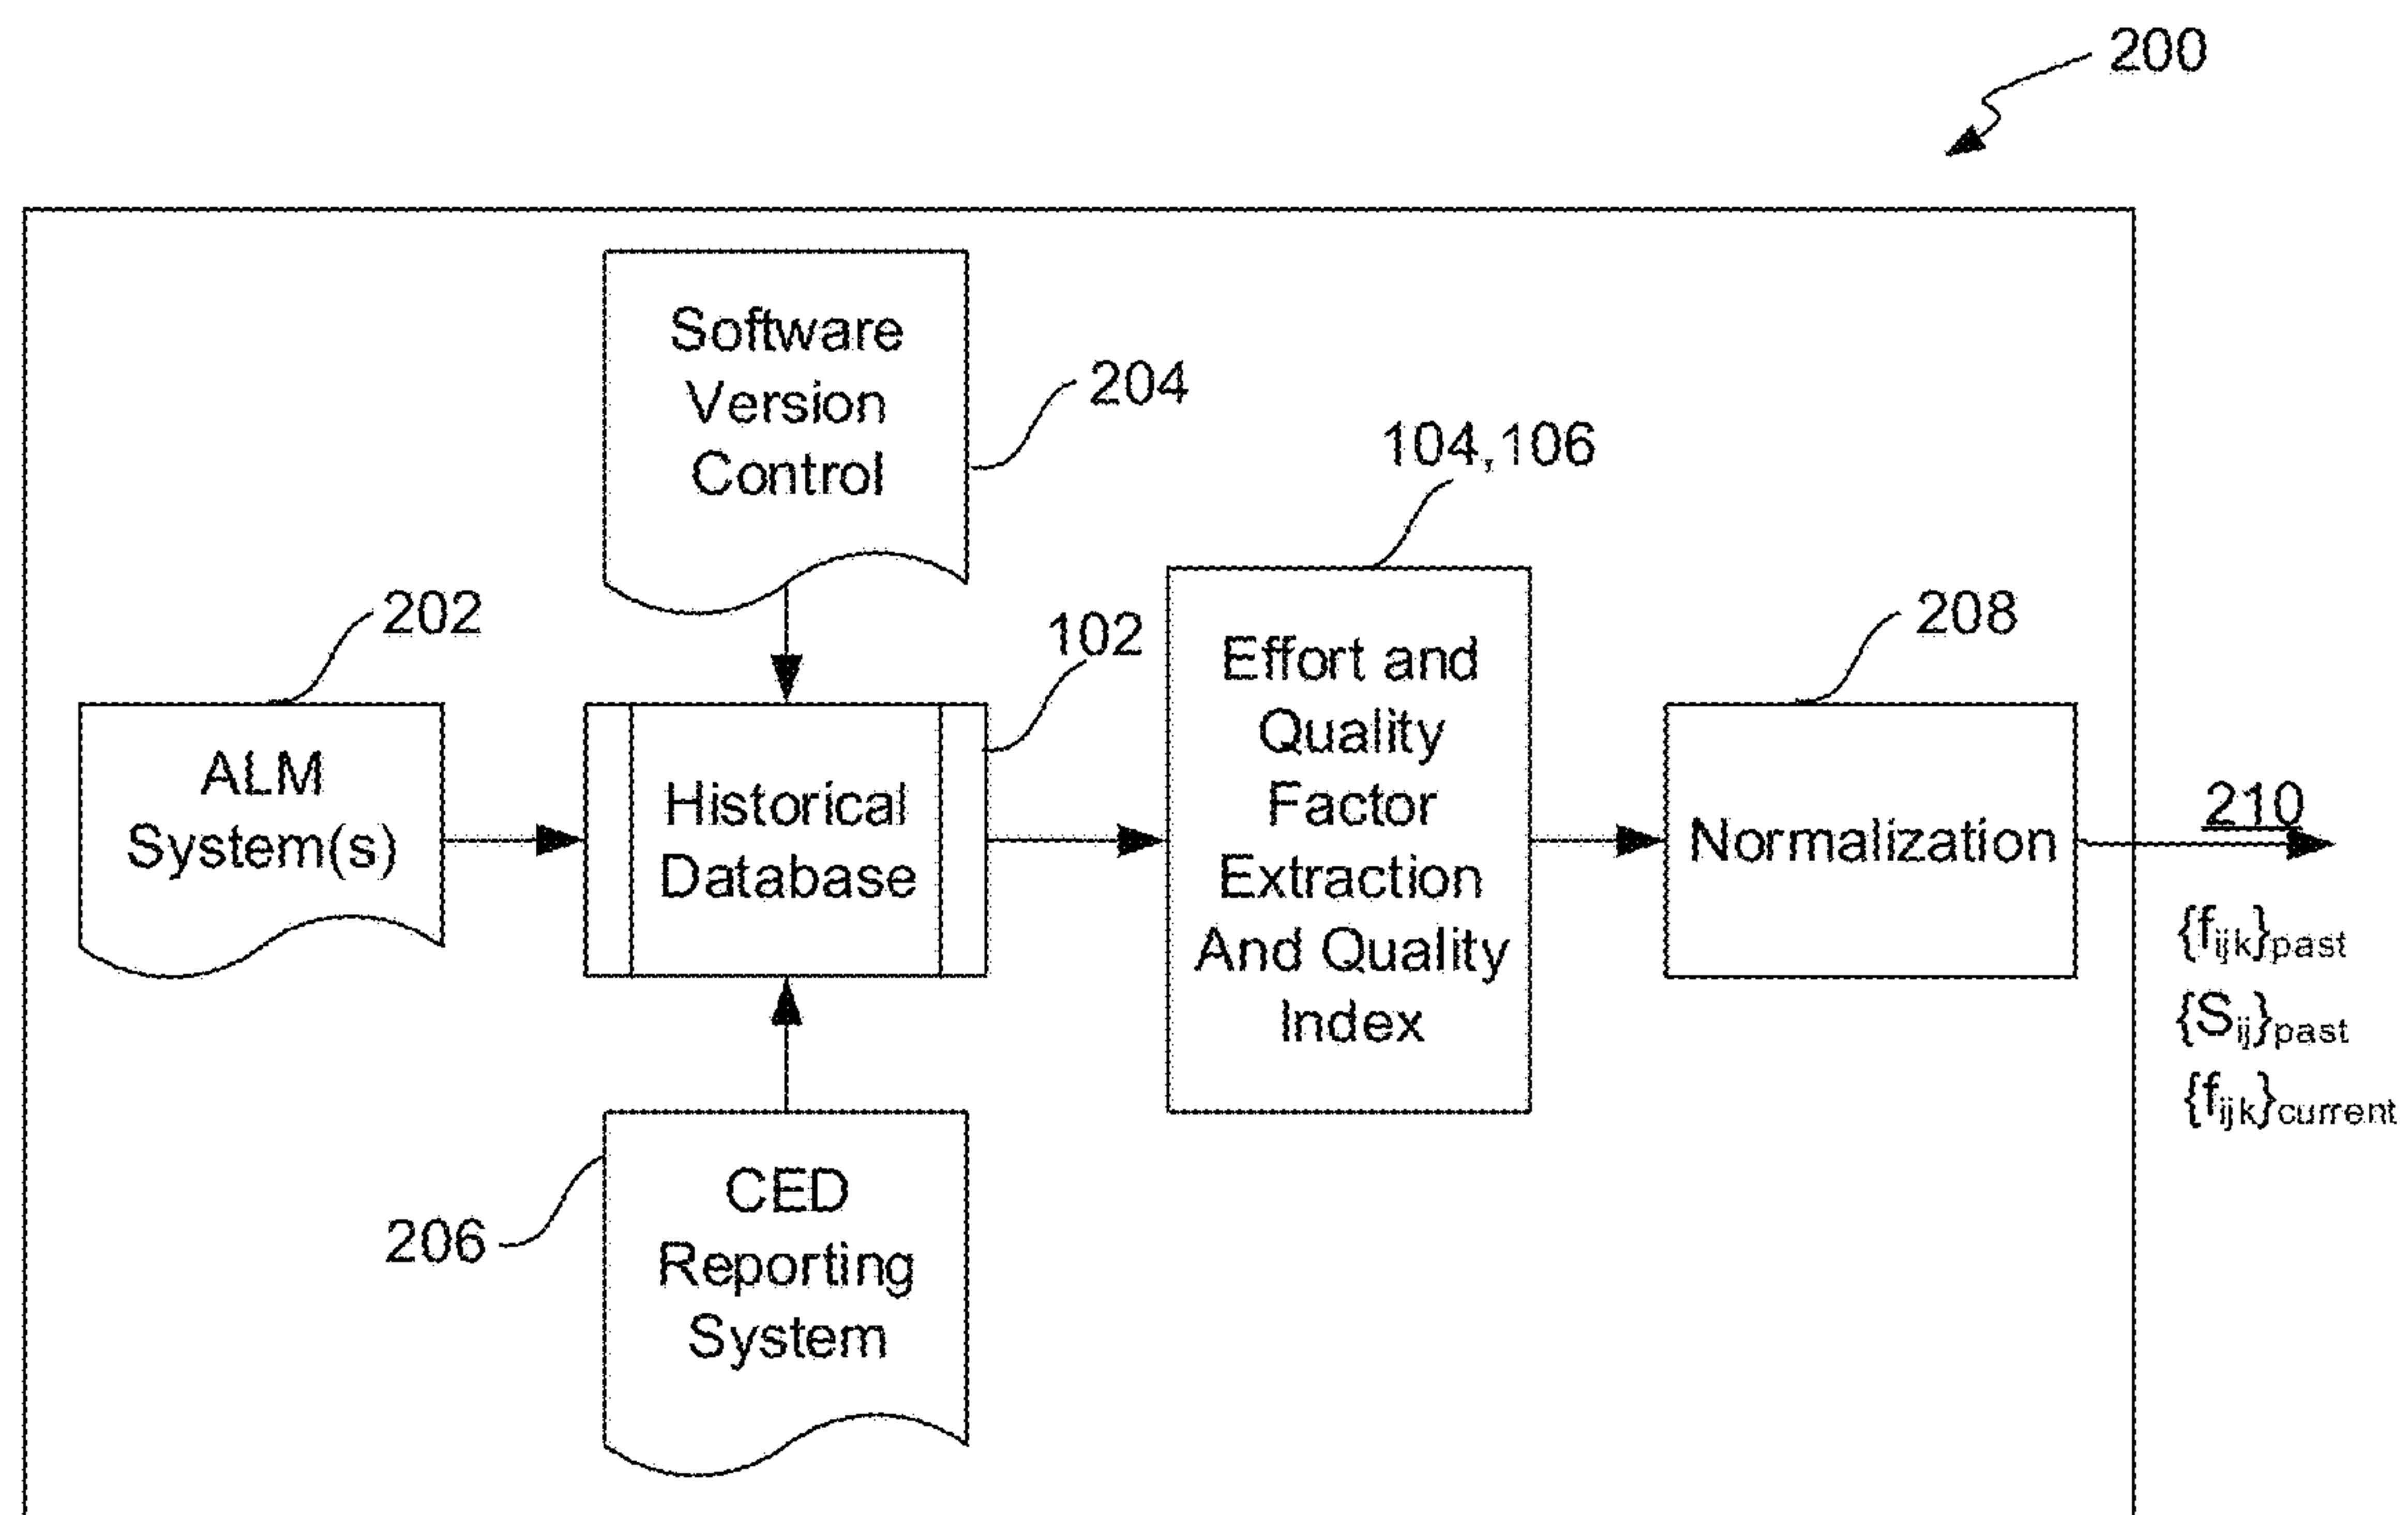 200
Software
Version
Control
204
104,106
202
102
208
ALM
System(s)
Historical
Database
Effort and
Quality
Factor
Extraction
And Quality
Index
Normalization
210
{fijk}past
{Sij}past
{fijk}current
206
CED
Reporting
System